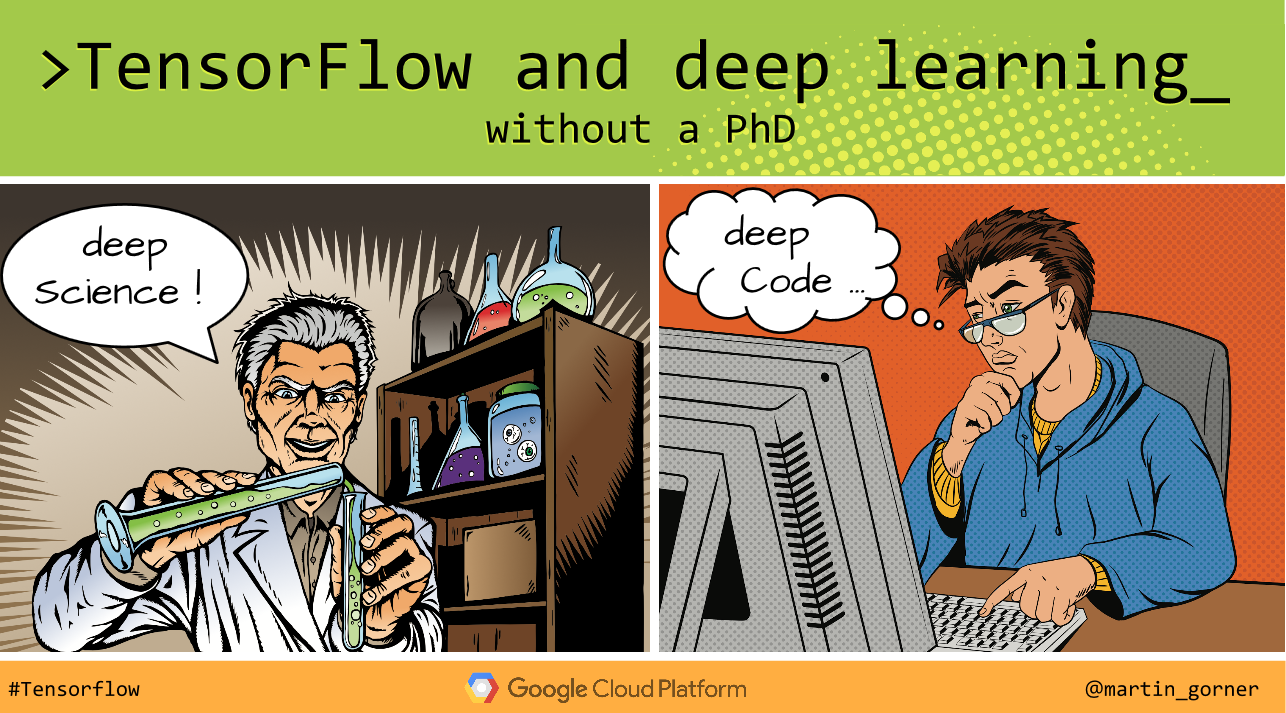 >TensorFlow and deep learning_
without a PhD
deep
Science !
deep
Code ...
#Tensorflow
Google Cloud Platform
@martin_gorner